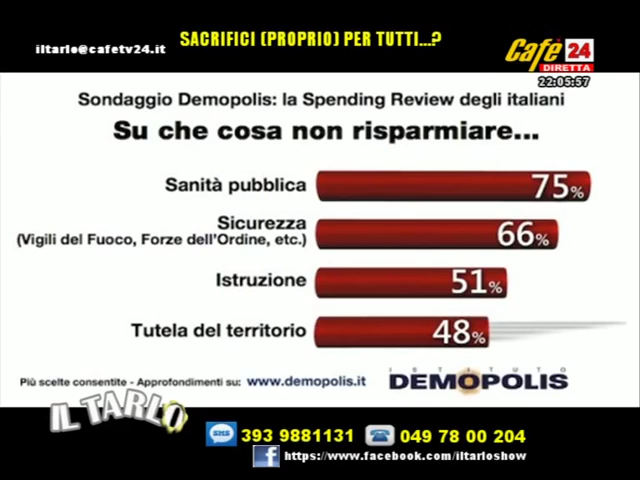 SACRIFICI (PROPRIO) PER TUTTI...?
iltarlo@cafetv24.it
Cafè 24
DIRETTA
22:05:57
Sondaggio Demopolis: la Spending Review degli italiani
Su che cosa non risparmiare...
Sanità pubblica 75%
Sicurezza
(Vigili del Fuoco, Forze dell'Ordine, etc.) 66%
Istruzione 51%
Tutela del territorio 48%
Più scelte consentite - Approfondimenti su: www.demopolis.it
ISTITUTO
DEMOPOLIS
IL TARLO
SMS 393 9881131 049 78 00 204
f https://www.facebook.com/iltarloshow